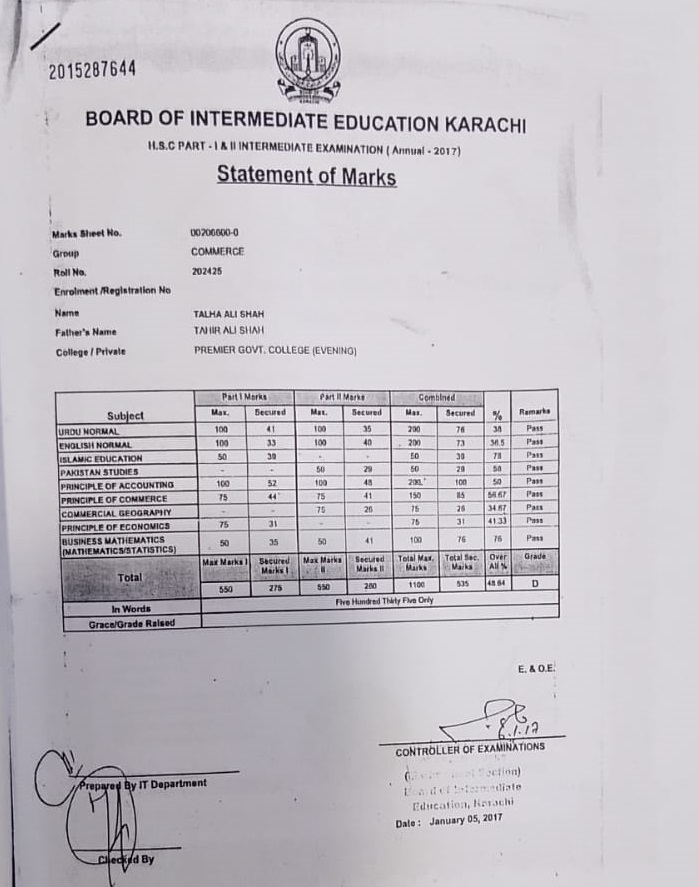 2015287644
BOARD OF INTERMEDIATE EDUCATION KARACHI
H.S.C PART - I & II INTERMEDIATE EXAMINATION ( Annual - 2017)
Statement of Marks
Marks Sheet No. 00206600-0
Group COMMERCE
Roll No. 202425
Enrolment /Registration No
Name TALHA ALI SHAH
Father's Name TAHIR ALI SHAH
College / Private PREMIER GOVT. COLLEGE (EVENING)
Part I Marks Part II Marks Combined
Subject Max. Secured Max. Secured Max. Secured % Remarks
URDU NORMAL 100 41 100 35 200 76 38 Pass
ENGLISH NORMAL 100 33 100 40 200 73 36.5 Pass
ISLAMIC EDUCATION 50 39 - - 50 39 78 Pass
PAKISTAN STUDIES - - 50 29 50 29 58 Pass
PRINCIPLE OF ACCOUNTING 100 52 100 48 200 100 50 Pass
PRINCIPLE OF COMMERCE 75 44 75 41 150 85 56.67 Pass
COMMERCIAL GEOGRAPHY - - 75 26 75 26 34.67 Pass
PRINCIPLE OF ECONOMICS 75 31 - - 75 31 41.33 Pass
BUSINESS MATHEMATICS 50 35 50 41 100 76 76 Pass
(MATHEMATICS/STATISTICS)
Total Max Marks I Secured Marks I Max Marks II Secured Marks II Total Max. Marks Total Sec. Marks Over All % Grade
550 275 550 260 1100 535 48.64 D
In Words Five Hundred Thirty Five Only
Grace/Grade Raised
E. & O.E.
6.1.17
CONTROLLER OF EXAMINATIONS
Section)
Board of Intermediate
Education, Karachi
Date : January 05, 2017
Prepared By IT Department
Checked By